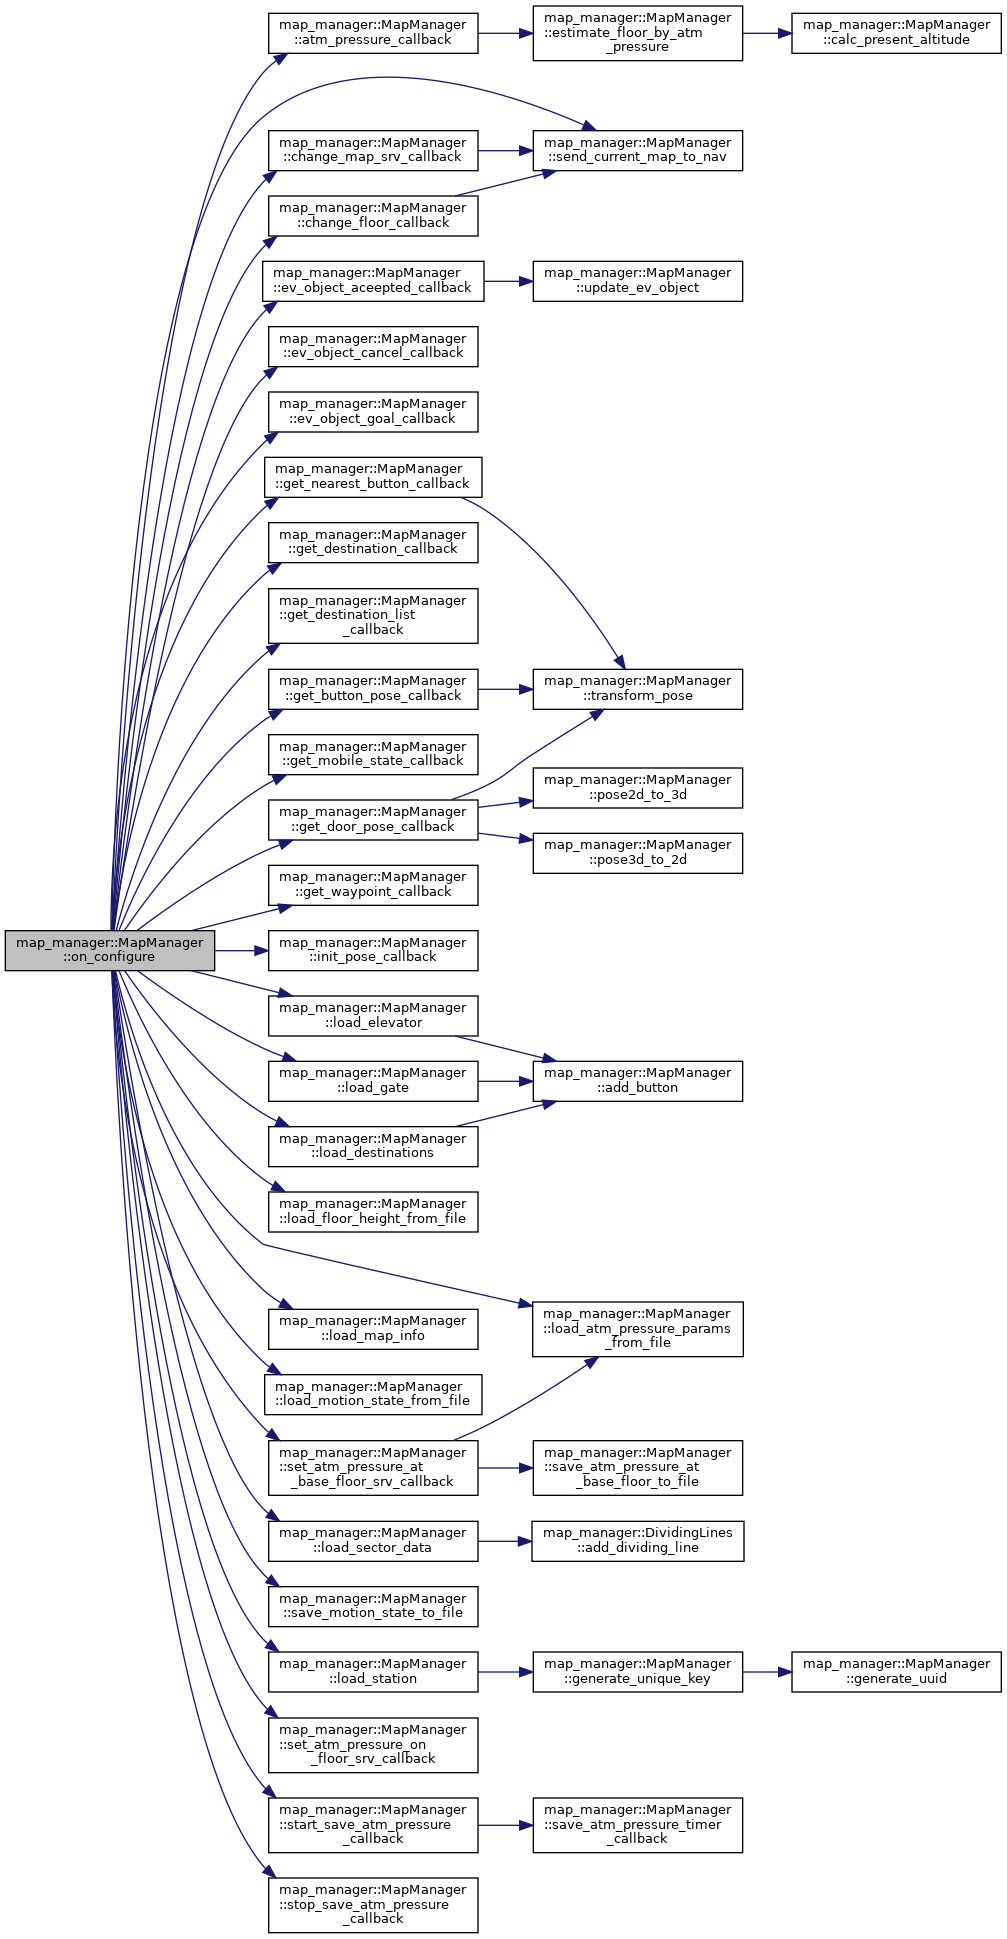 map_manager::MapManager
::on_configure
map_manager::MapManager
::atm_pressure_callback
map_manager::MapManager
::estimate_floor_by_atm
_pressure
map_manager::MapManager
::calc_present_altitude
map_manager::MapManager
::change_map_srv_callback
map_manager::MapManager
::send_current_map_to_nav
map_manager::MapManager
::change_floor_callback
map_manager::MapManager
::ev_object_aceepted_callback
map_manager::MapManager
::update_ev_object
map_manager::MapManager
::ev_object_cancel_callback
map_manager::MapManager
::ev_object_goal_callback
map_manager::MapManager
::get_nearest_button_callback
map_manager::MapManager
::get_destination_callback
map_manager::MapManager
::get_destination_list
_callback
map_manager::MapManager
::get_button_pose_callback
map_manager::MapManager
::transform_pose
map_manager::MapManager
::get_mobile_state_callback
map_manager::MapManager
::get_door_pose_callback
map_manager::MapManager
::pose2d_to_3d
map_manager::MapManager
::pose3d_to_2d
map_manager::MapManager
::get_waypoint_callback
map_manager::MapManager
::init_pose_callback
map_manager::MapManager
::load_elevator
map_manager::MapManager
::load_gate
map_manager::MapManager
::add_button
map_manager::MapManager
::load_destinations
map_manager::MapManager
::load_floor_height_from_file
map_manager::MapManager
::load_map_info
map_manager::MapManager
::load_atm_pressure_params
_from_file
map_manager::MapManager
::load_motion_state_from_file
map_manager::MapManager
::set_atm_pressure_at
_base_floor_srv_callback
map_manager::MapManager
::save_atm_pressure_at
_base_floor_to_file
map_manager::MapManager
::load_sector_data
map_manager::DividingLines
::add_dividing_line
map_manager::MapManager
::save_motion_state_to_file
map_manager::MapManager
::load_station
map_manager::MapManager
::generate_unique_key
map_manager::MapManager
::generate_uuid
map_manager::MapManager
::set_atm_pressure_on
_floor_srv_callback
map_manager::MapManager
::start_save_atm_pressure
_callback
map_manager::MapManager
::save_atm_pressure_timer
_callback
map_manager::MapManager
::stop_save_atm_pressure
_callback